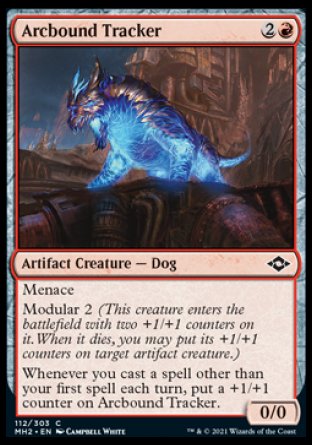 Arcbound Tracker 2
Artifact Creature — Dog
Menace
Modular 2 (This creature enters the
battlefield with two +1/+1 counters on
it. When it dies, you may put its +1/+1
counters on target artifact creature.)
Whenever you cast a spell other than
your first spell each turn, put a +1/+1
counter on Arcbound Tracker.
0/0
112/303 C
MH2 • EN CAMPBELL WHITE
™ & © 2021 Wizards of the Coast